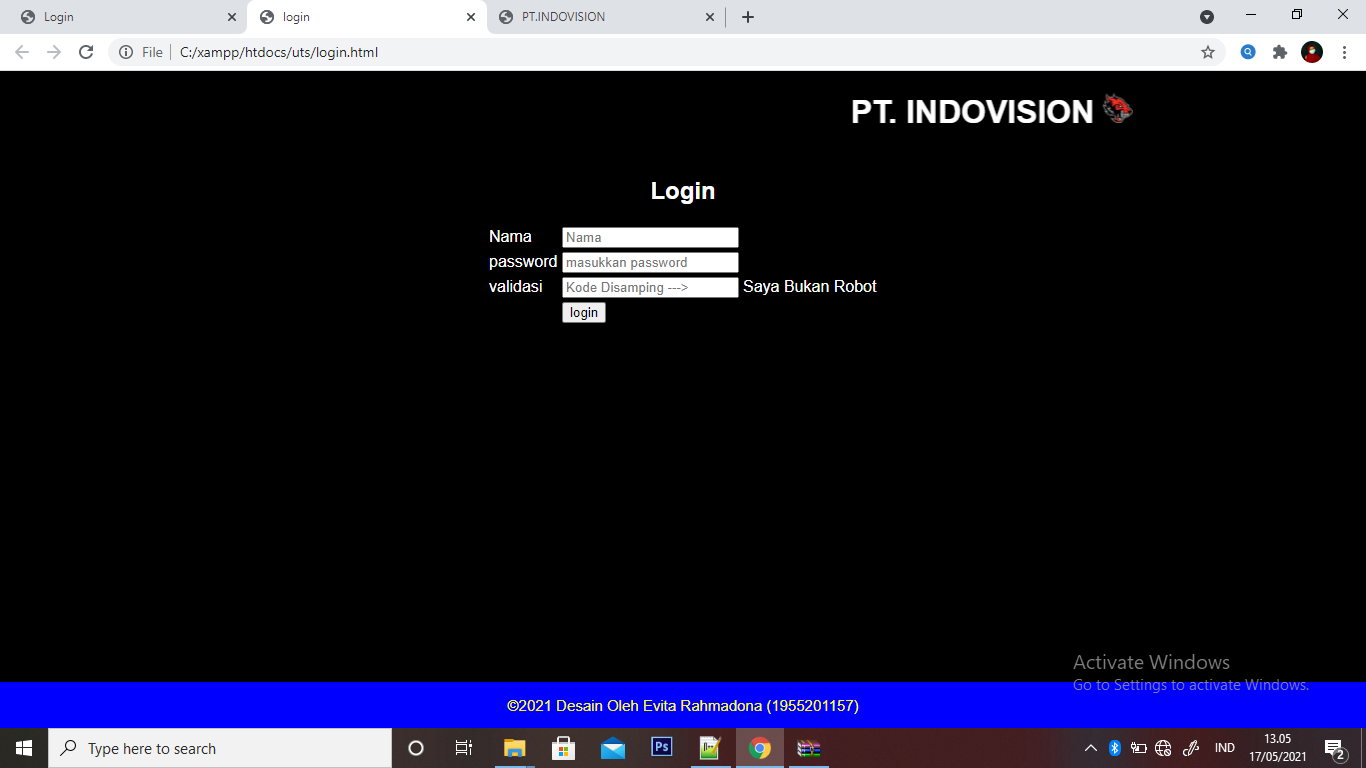 Login
login
PT.INDOVISION
File
C:/xampp/htdocs/uts/login.html
PT. INDOVISION
Login
Nama
Nama
password
masukkan password
validasi
Kode Disamping --->
Saya Bukan Robot
login
Activate Windows
Go to Settings to activate Windows.
©2021 Desain Oleh Evita Rahmadona (1955201157)
Type here to search
Ps
IND
13.05
17/05/2021
2